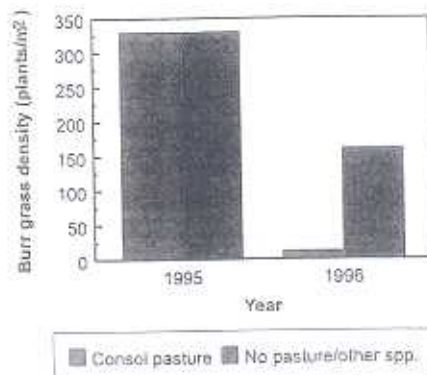 Burr grass density (plants/m²)
350
300
250
200
150
100
50
0
1995
1996
Year
Consol pasture
No pasture/other spp.